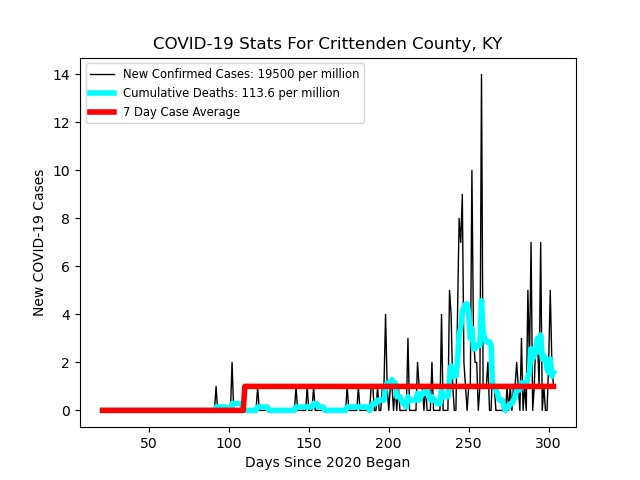 COVID-19 Stats For Crittenden County, KY
New Confirmed Cases: 19500 per million
Cumulative Deaths: 113.6 per million
7 Day Case Average
New COVID-19 Cases
14
12
10
8
6
4
2
0
50 100 150 200 250 300
Days Since 2020 Began